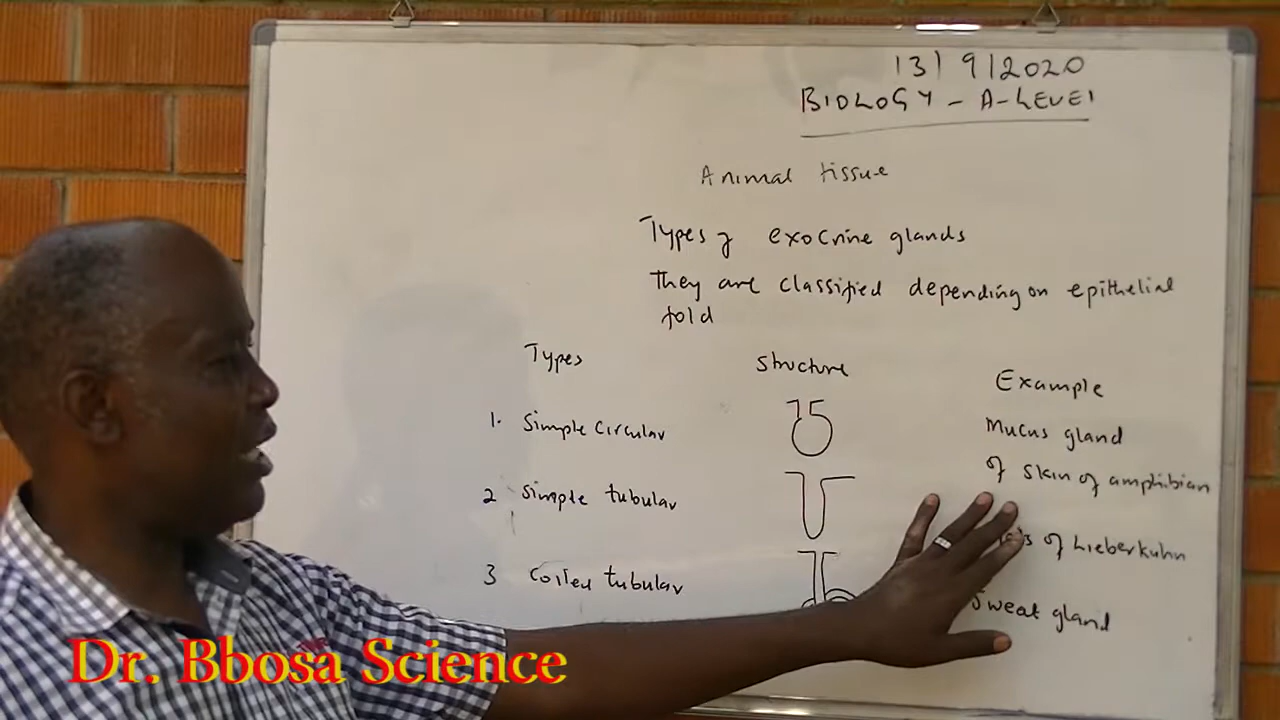 13/9/2020
BIOLOGY - A-LEVEL
Animal tissue
Types of exocrine glands
They are classified depending on epithelial
fold
Types Structure Example
1. Simple circular Mucus gland
of skin of amphibian
2 Simple tubular of Lieberkuhn
3 Coiled tubular Sweat gland
Dr. Bbosa Science